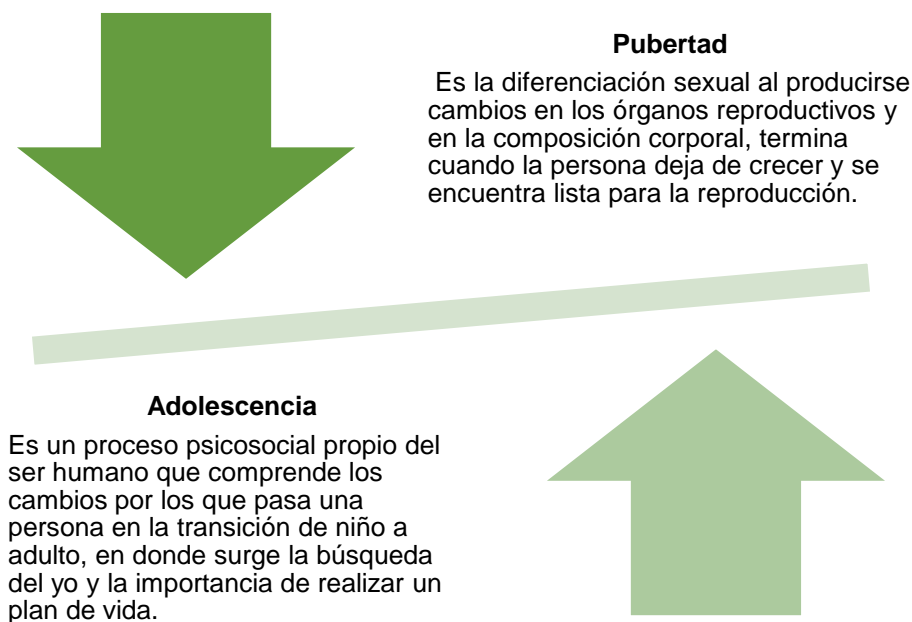 Pubertad
Es la diferenciación sexual al producirse
cambios en los órganos reproductivos y
en la composición corporal, termina
cuando la persona deja de crecer y se
encuentra lista para la reproducción.
Adolescencia
Es un proceso psicosocial propio del
ser humano que comprende los
cambios por los que pasa una
persona en la transición de niño a
adulto, en donde surge la búsqueda
del yo y la importancia de realizar un
plan de vida.